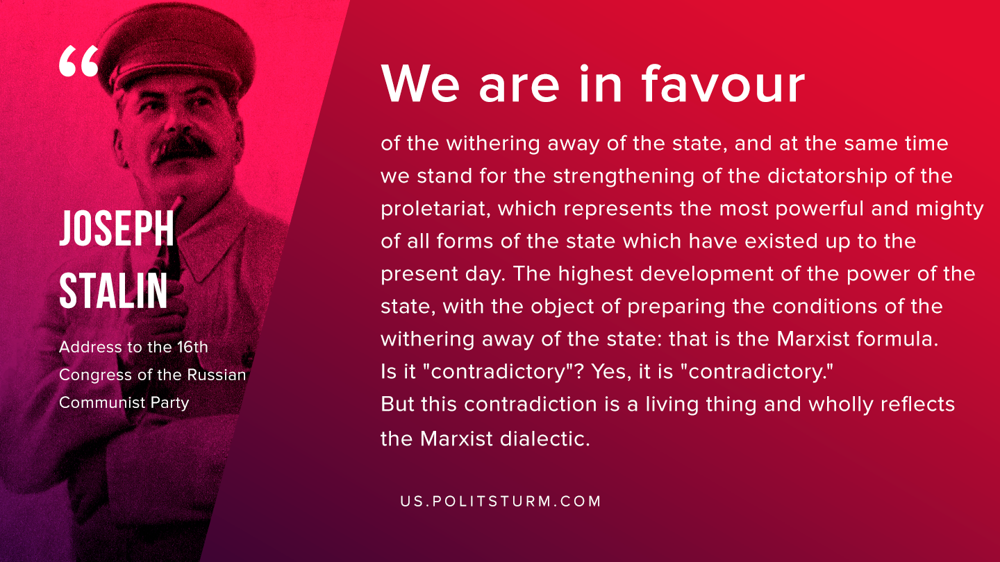 “
JOSEPH
STALIN
Address to the 16th
Congress of the Russian
Communist Party
We are in favour
of the withering away of the state, and at the same time
we stand for the strengthening of the dictatorship of the
proletariat, which represents the most powerful and mighty
of all forms of the state which have existed up to the
present day. The highest development of the power of the
state, with the object of preparing the conditions of the
withering away of the state: that is the Marxist formula.
Is it "contradictory"? Yes, it is "contradictory."
But this contradiction is a living thing and wholly reflects
the Marxist dialectic.
US.POLITSTURM.COM